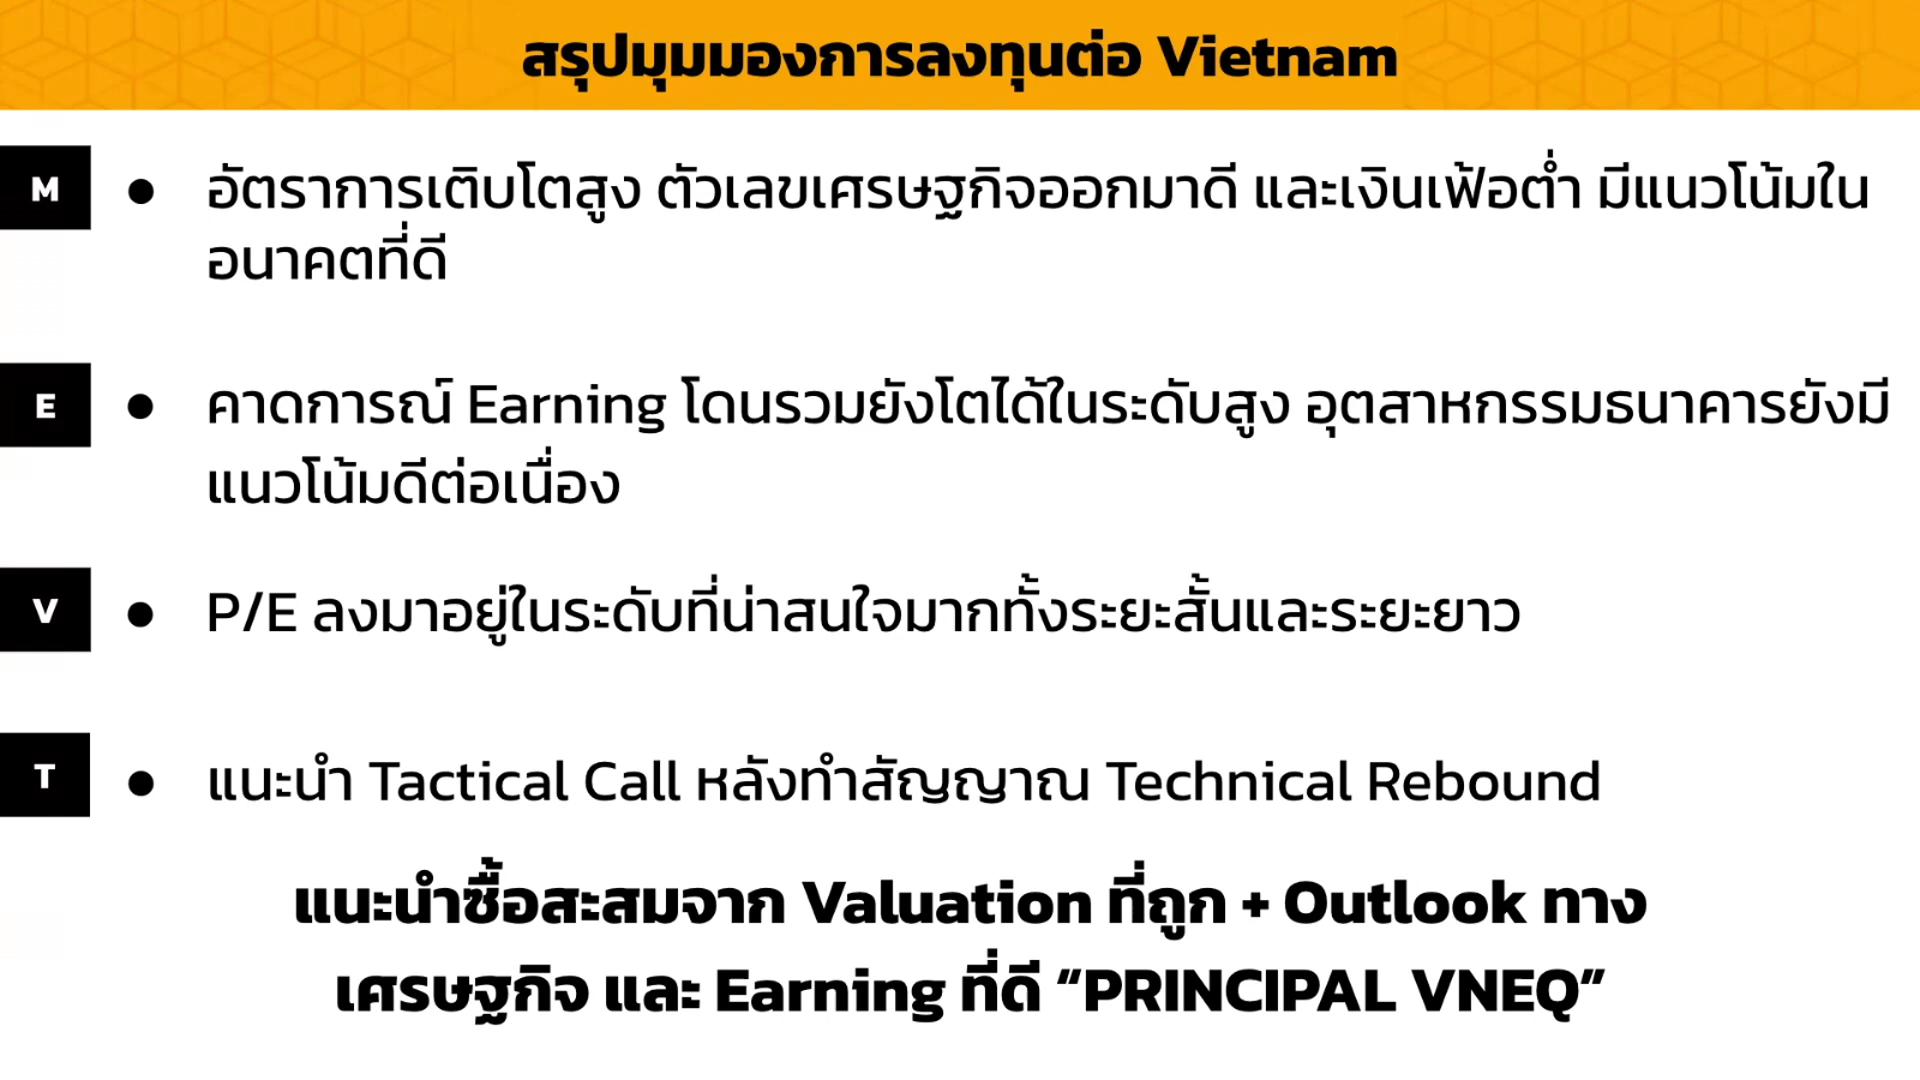 สรุปมุมมองการลงทุนต่อ Vietnam
M
● อัตราการเติบโตสูง ตัวเลขเศรษฐกิจออกมาดี และเงินเฟ้อต่ำ มีแนวโน้มใน
อนาคตที่ดี
E
● คาดการณ์ Earning โดนรวมยังโตได้ในระดับสูง อุตสาหกรรมธนาคารยังมี
แนวโน้มดีต่อเนื่อง
V
● P/E ลงมาอยู่ในระดับที่น่าสนใจมากทั้งระยะสั้นและระยะยาว
T
● แนะนำ Tactical Call หลังทำสัญญาณ Technical Rebound
แนะนำซื้อสะสมจาก Valuation ที่ถูก + Outlook ทาง
เศรษฐกิจ และ Earning ที่ดี “PRINCIPAL VNEQ”